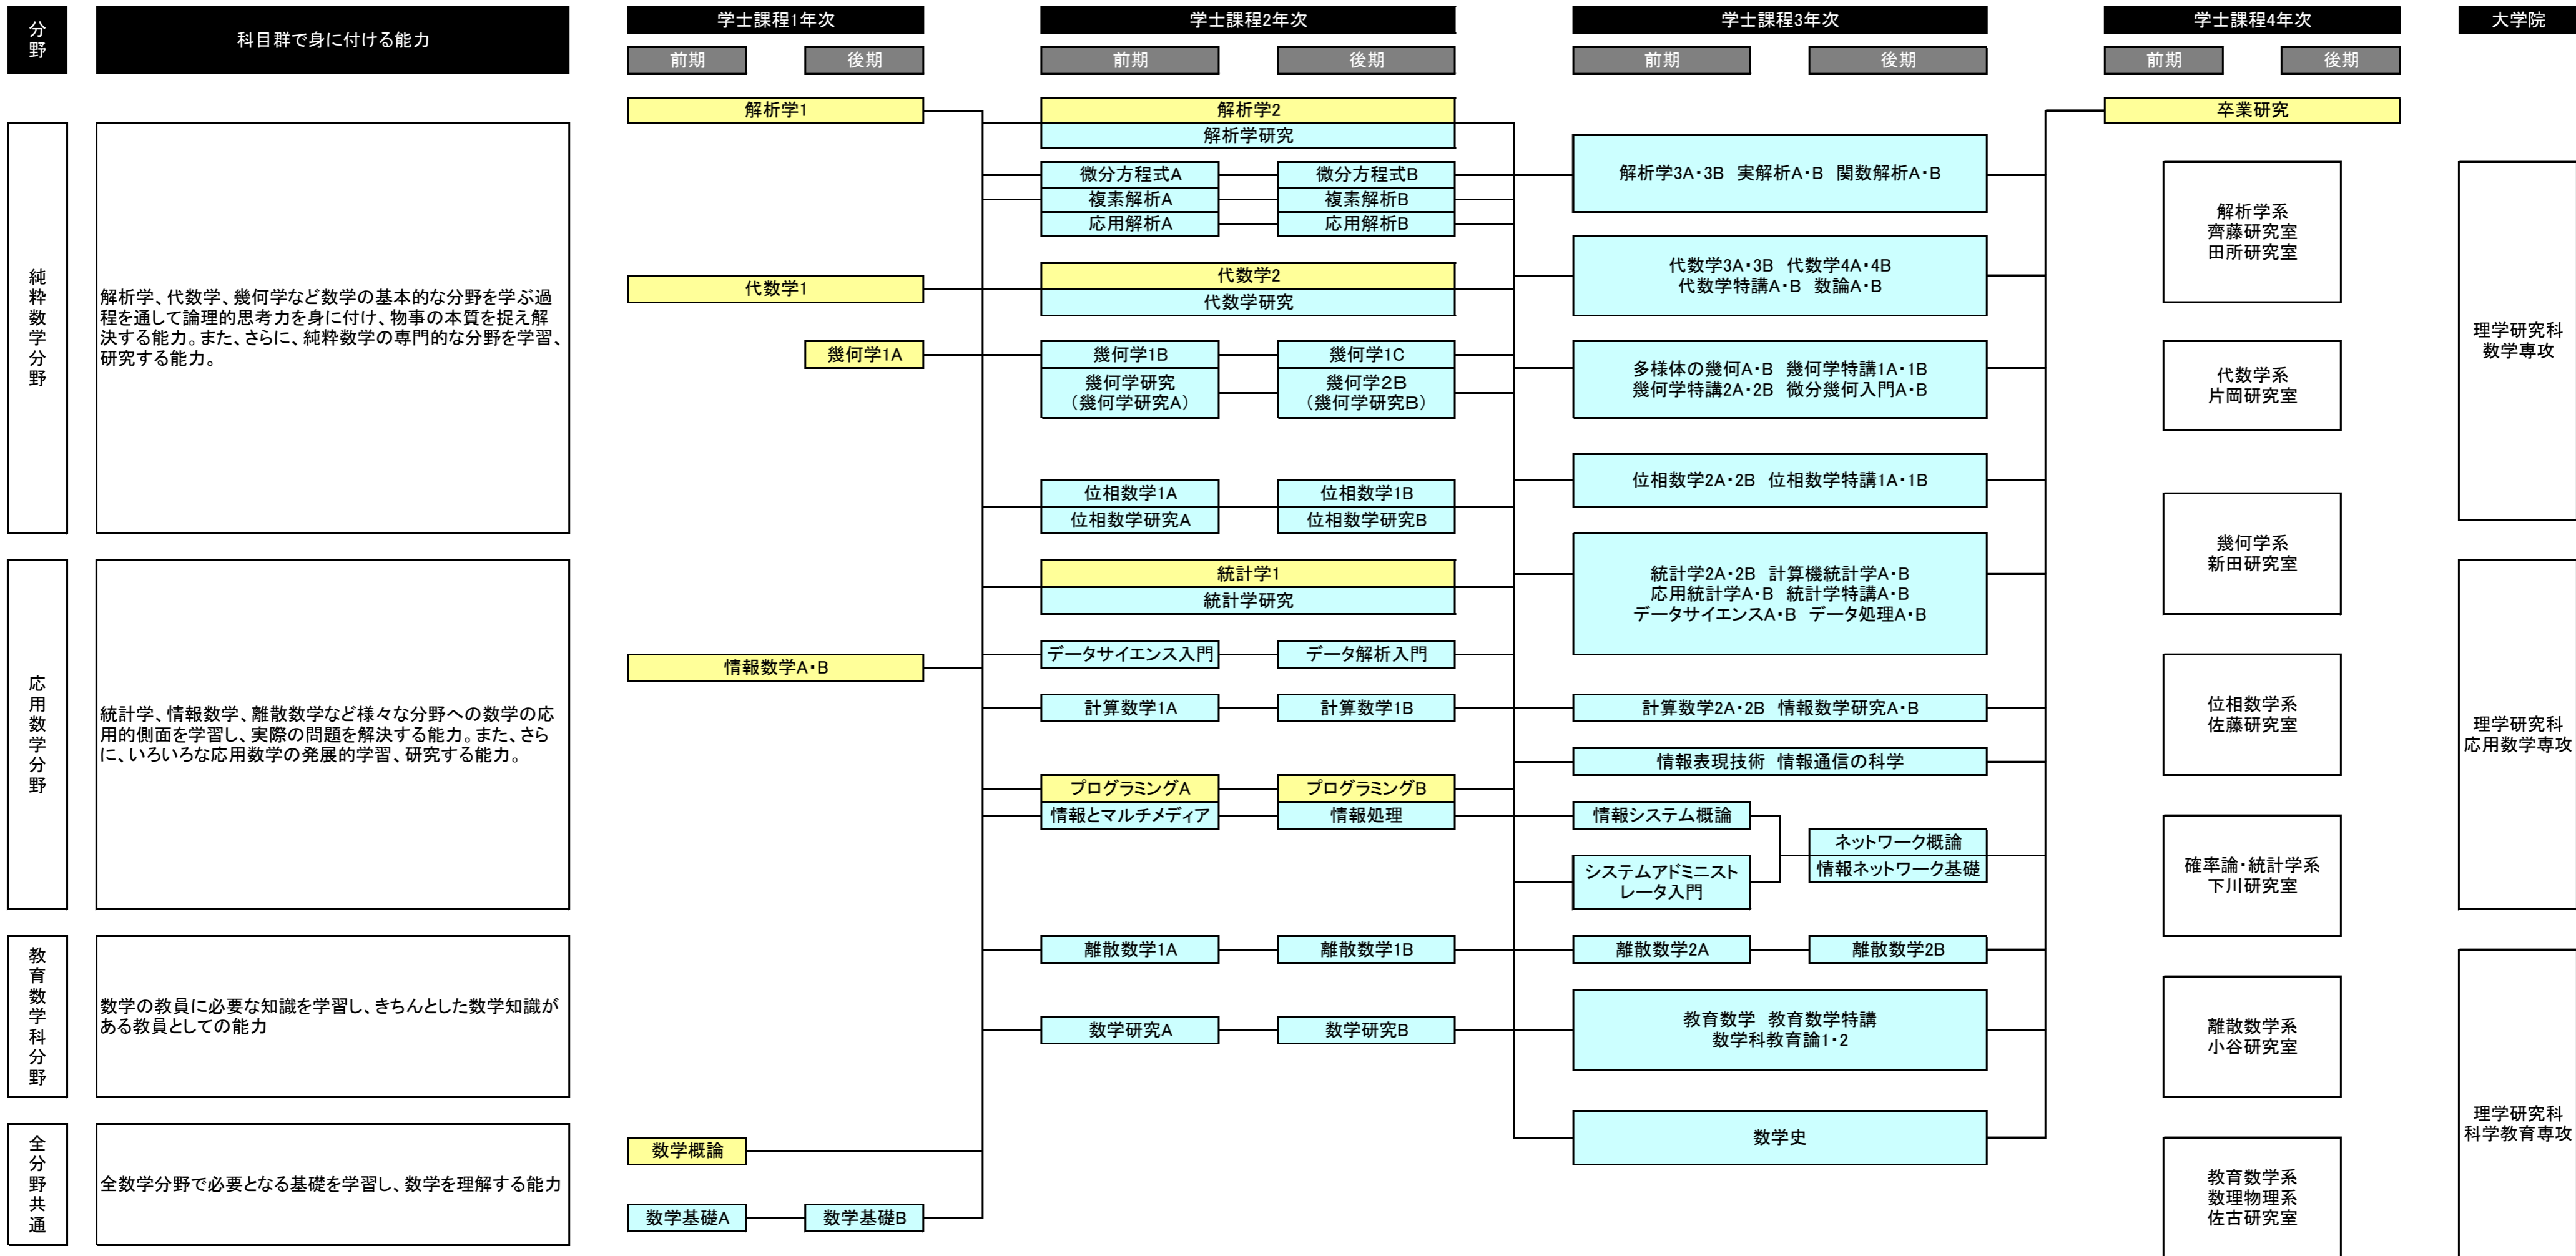 分野
科目群で身に付ける能力
学士課程1年次
学士課程2年次
学士課程3年次
学士課程4年次
大学院
前期
後期
前期
後期
前期
後期
前期
後期
純粋数学分野
解析学、代数学、幾何学など数学の基本的な分野を学ぶ過
程を通して論理的思考力を身に付け、物事の本質を捉え解
決する能力。また、さらに、純粋数学の専門的な分野を学習、
研究する能力。
応用数学分野
統計学、情報数学、離散数学など様々な分野への数学の応
用的側面を学習し、実際の問題を解決する能力。また、さら
に、いろいろな応用数学の発展的学習、研究する能力。
教育数学科分野
数学の教員に必要な知識を学習し、きちんとした数学知識が
ある教員としての能力
全分野共通
全数学分野で必要となる基礎を学習し、数学を理解する能力
解析学1
代数学1
幾何学1A
情報数学A・B
数学概論
数学基礎A
数学基礎B
解析学2
解析学研究
微分方程式A
微分方程式B
複素解析A
複素解析B
応用解析A
応用解析B
代数学2
代数学研究
幾何学1B
幾何学1C
幾何学研究
(幾何学研究A)
幾何学2B
(幾何学研究B)
位相数学1A
位相数学1B
位相数学研究A
位相数学研究B
統計学1
統計学研究
データサイエンス入門
データ解析入門
計算数学1A
計算数学1B
プログラミングA
プログラミングB
情報とマルチメディア
情報処理
離散数学1A
離散数学1B
数学研究A
数学研究B
解析学3A・3B 実解析A・B 関数解析A・B
代数学3A・3B 代数学4A・4B
代数学特講A・B 数論A・B
多様体の幾何A・B 幾何学特講1A・1B
幾何学特講2A・2B 微分幾何入門A・B
位相数学2A・2B 位相数学特講1A・1B
統計学2A・2B 計算機統計学A・B
応用統計学A・B 統計学特講A・B
データサイエンスA・B データ処理A・B
計算数学2A・2B 情報数学研究A・B
情報表現技術 情報通信の科学
情報システム概論
ネットワーク概論
情報ネットワーク基礎
システムアドミニスト
レータ入門
離散数学2A
離散数学2B
教育数学 教育数学特講
数学科教育論1・2
数学史
卒業研究
解析学系
齊藤研究室
田所研究室
代数学系
片岡研究室
幾何学系
新田研究室
位相数学系
佐藤研究室
確率論・統計学系
下川研究室
離散数学系
小谷研究室
教育数学系
数理物理系
佐古研究室
理学研究科
数学専攻
理学研究科
応用数学専攻
理学研究科
科学教育専攻